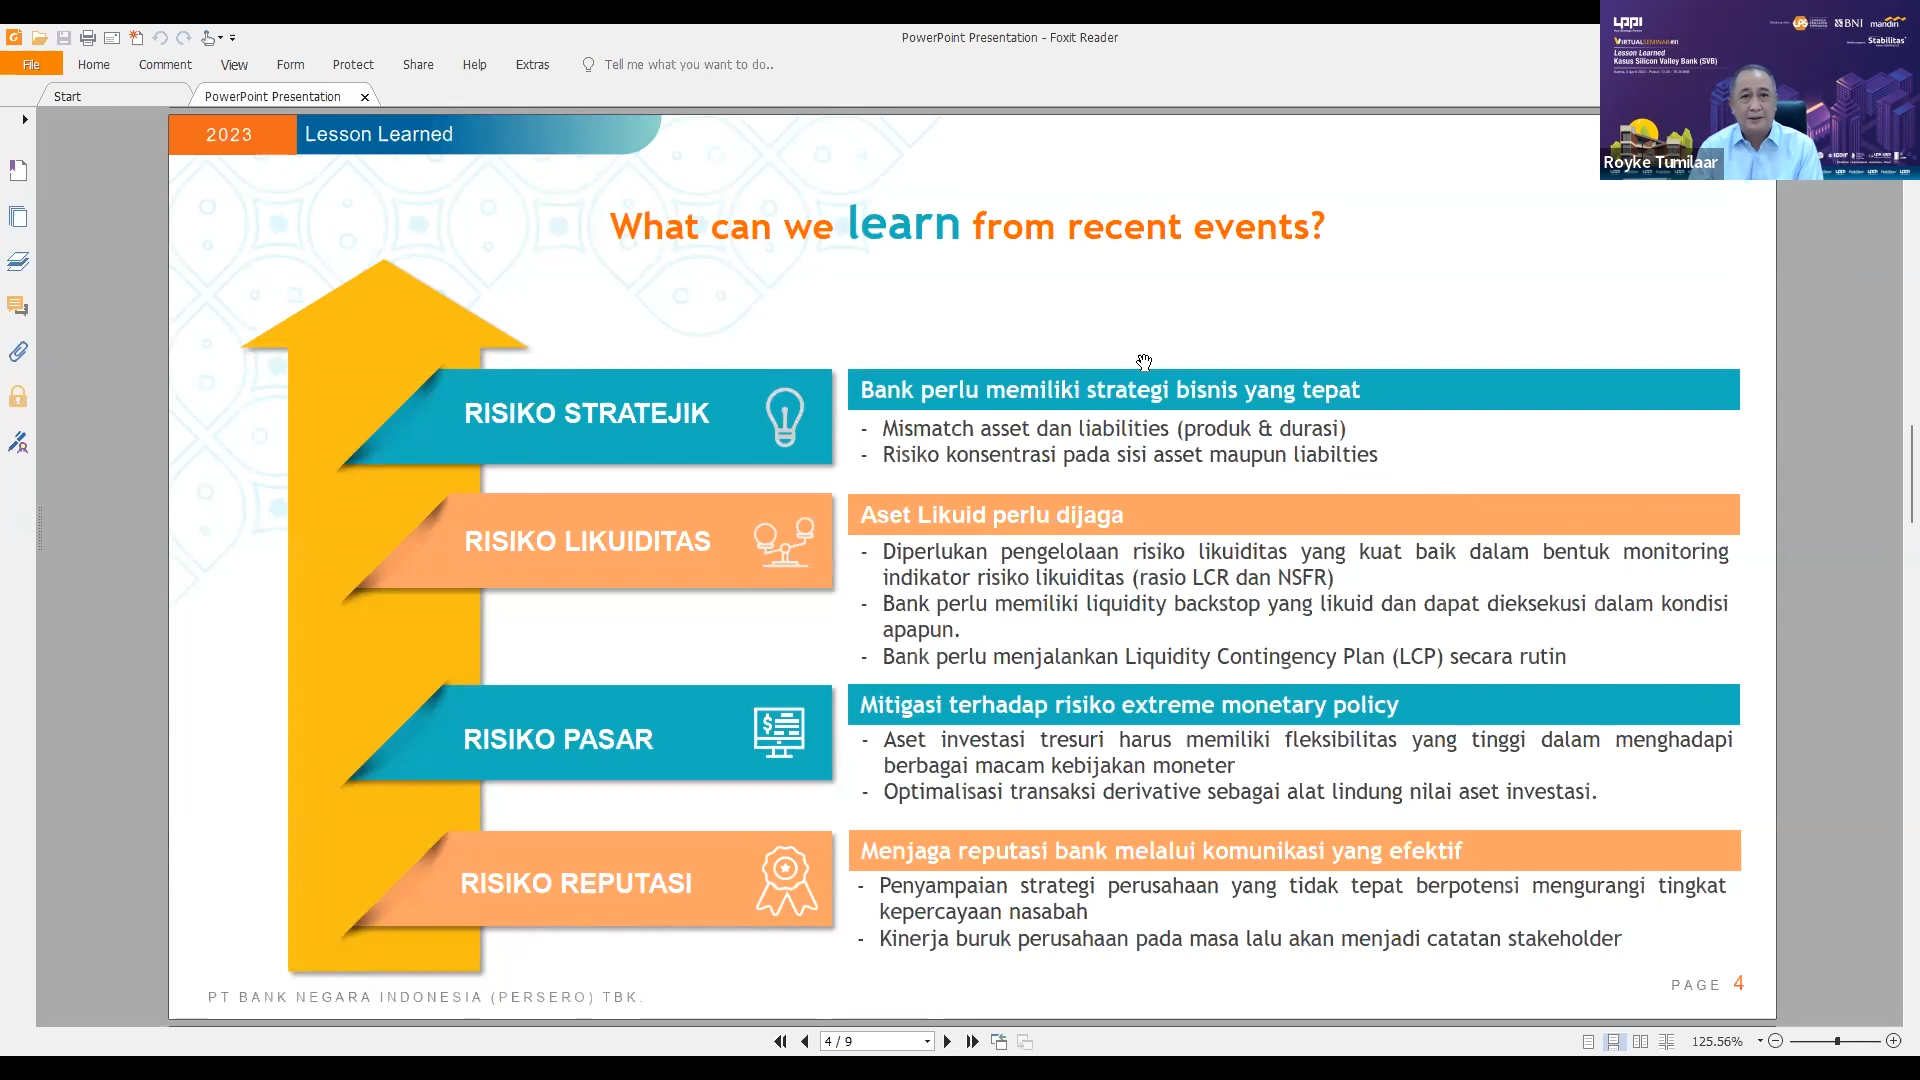 PowerPoint Presentation - Foxit Reader
File
Home
Comment
View
Form
Protect
Share
Help
Extras
Tell me what you want to do..
Start
PowerPoint Presentation
2023
Lesson Learned
What can we learn from recent events?
RISIKO STRATEJIK
Bank perlu memiliki strategi bisnis yang tepat
- Mismatch asset dan liabilities (produk & durasi)
- Risiko konsentrasi pada sisi asset maupun liabilties
RISIKO LIKUIDITAS
Aset Likuid perlu dijaga
- Diperlukan pengelolaan risiko likuiditas yang kuat baik dalam bentuk monitoring
indikator risiko likuiditas (rasio LCR dan NSFR)
- Bank perlu memiliki liquidity backstop yang likuid dan dapat dieksekusi dalam kondisi
apapun.
- Bank perlu menjalankan Liquidity Contingency Plan (LCP) secara rutin
RISIKO PASAR
Mitigasi terhadap risiko extreme monetary policy
- Aset investasi tresuri harus memiliki fleksibilitas yang tinggi dalam menghadapi
berbagai macam kebijakan moneter
- Optimalisasi transaksi derivative sebagai alat lindung nilai aset investasi.
RISIKO REPUTASI
Menjaga reputasi bank melalui komunikasi yang efektif
- Penyampaian strategi perusahaan yang tidak tepat berpotensi mengurangi tingkat
kepercayaan nasabah
- Kinerja buruk perusahaan pada masa lalu akan menjadi catatan stakeholder
PT BANK NEGARA INDONESIA (PERSERO) TBK.
PAGE 4
4 / 9
125.56%
LPPI
BNI
mandiri
VIRTUAL SEMINAR #91
Stabilitas
Lesson Learned
Kasus Silicon Valley Bank (SVB)
Royke Tumilaar